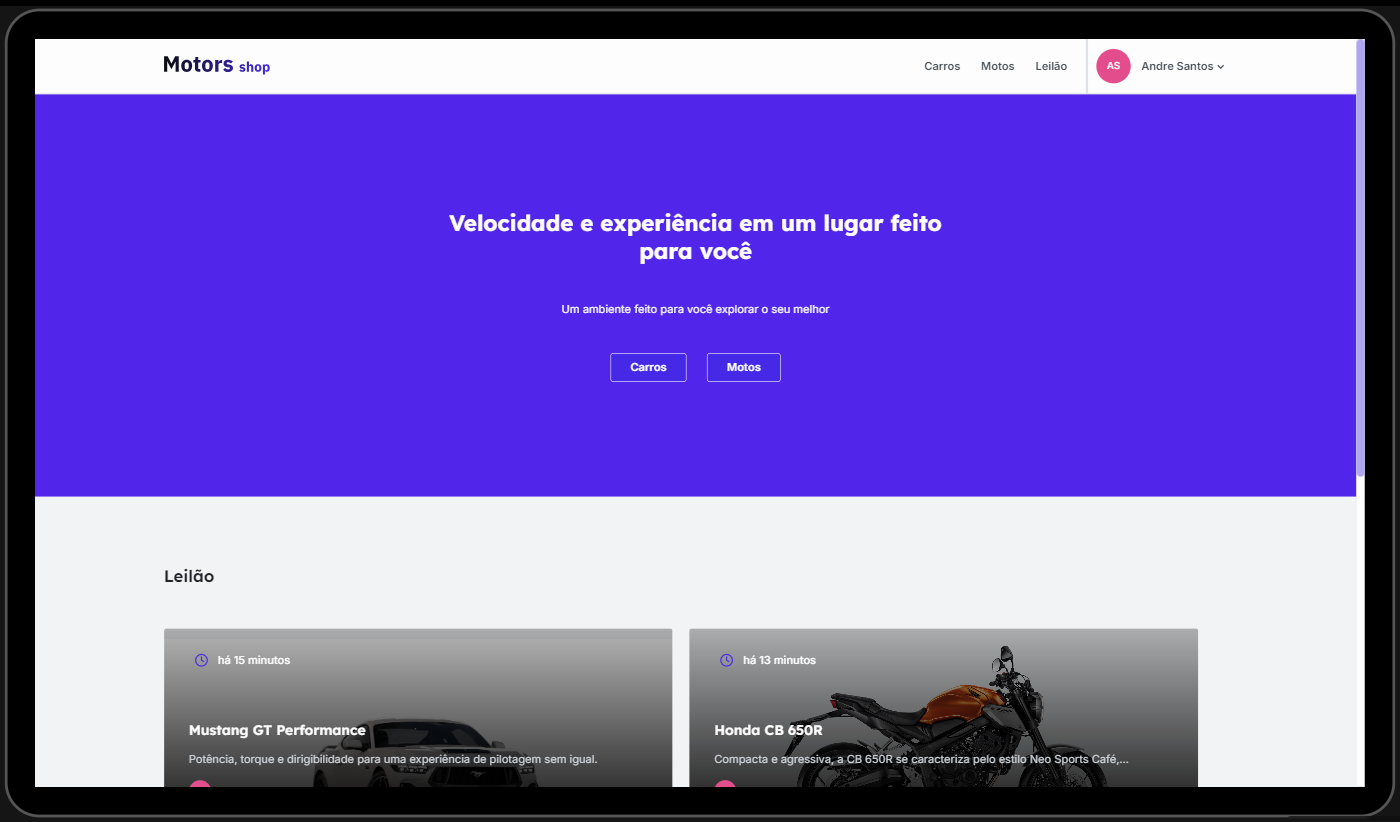 Motors shop
Carros Motos Leilão AS Andre Santos
Velocidade e experiência em um lugar feito
para você
Um ambiente feito para você explorar o seu melhor
Carros Motos
Leilão
há 15 minutos
Mustang GT Performance
Potência, torque e dirigibilidade para uma experiência de pilotagem sem igual.
há 13 minutos
Honda CB 650R
Compacta e agressiva, a CB 650R se caracteriza pelo estilo Neo Sports Café,...